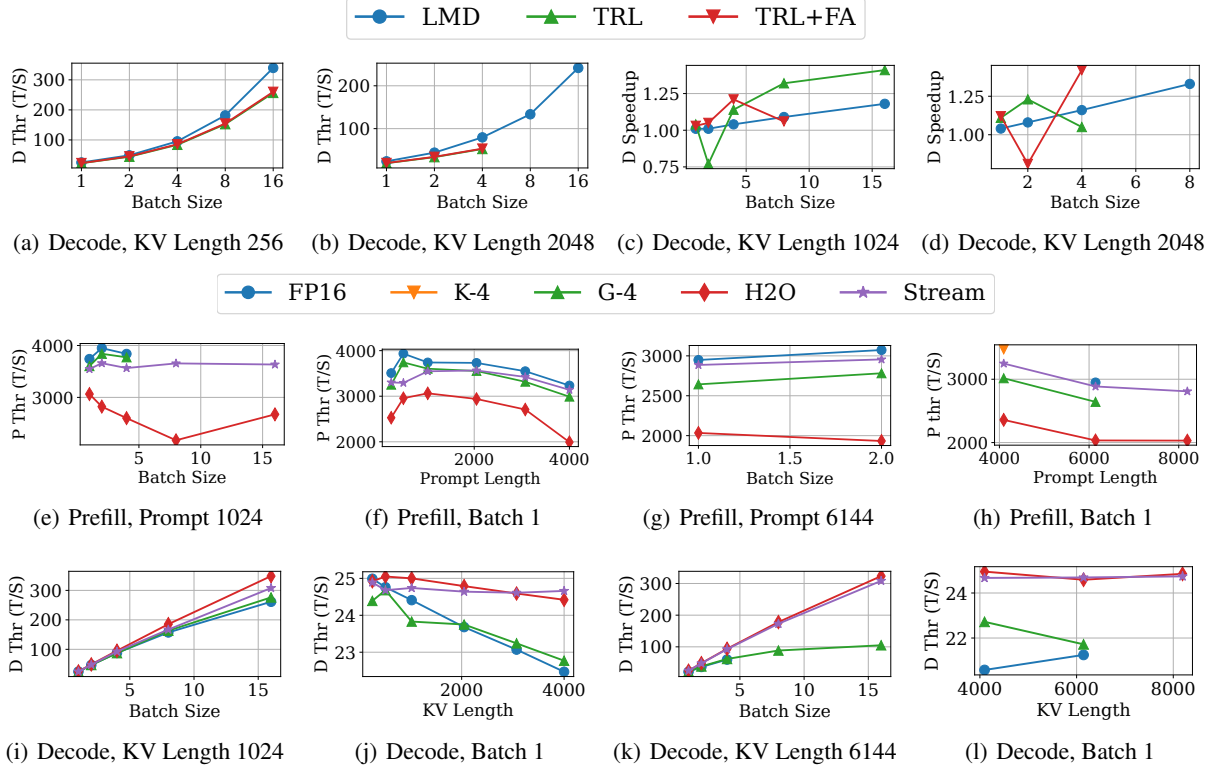 LMD TRL TRL+FA
D Thr (T/S)
300
200
100
1 2 4 8 16
Batch Size
(a) Decode, KV Length 256
D Thr (T/S)
200
100
1 2 4 8 16
Batch Size
(b) Decode, KV Length 2048
D Speedup
1.25
1.00
0.75
5 10 15
Batch Size
(c) Decode, KV Length 1024
D Speedup
1.25
1.00
2 4 6 8
Batch Size
(d) Decode, KV Length 2048
FP16 K-4 G-4 H2O Stream
P Thr (T/S)
4000
3000
5 10 15
Batch Size
(e) Prefill, Prompt 1024
P Thr (T/S)
4000
3000
2000
2000 4000
Prompt Length
(f) Prefill, Batch 1
P Thr (T/S)
3000
2500
2000
1.0 1.5 2.0
Batch Size
(g) Prefill, Prompt 6144
P thr (T/S)
3000
2000
4000 6000 8000
Prompt Length
(h) Prefill, Batch 1
D Thr (T/S)
300
200
100
5 10 15
Batch Size
(i) Decode, KV Length 1024
D Thr (T/S)
25
24
23
2000 4000
KV Length
(j) Decode, Batch 1
D Thr (T/S)
300
200
100
5 10 15
Batch Size
(k) Decode, KV Length 6144
D Thr (T/S)
24
22
4000 6000 8000
KV Length
(l) Decode, Batch 1